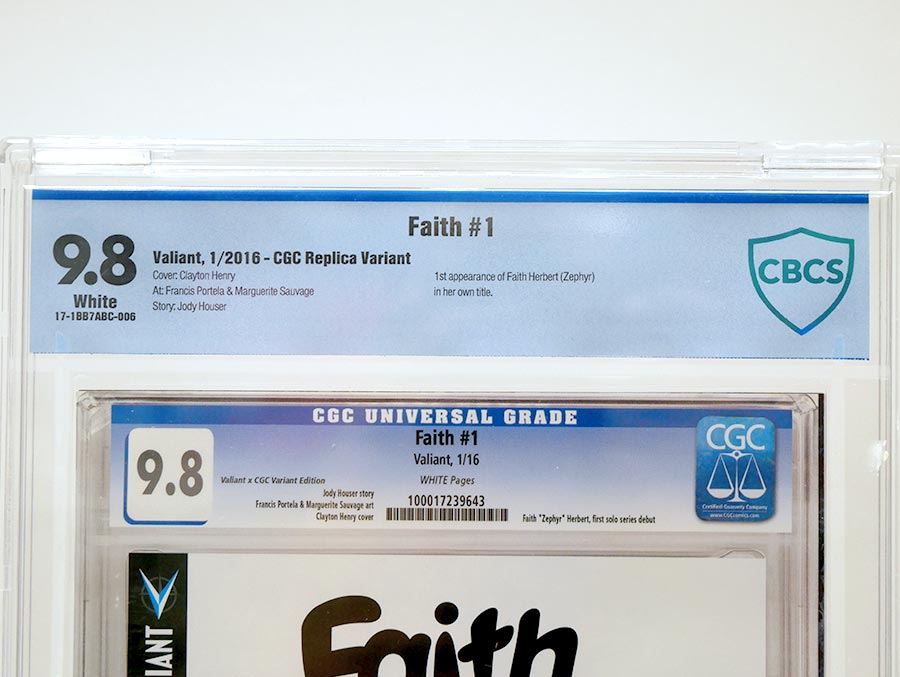 Faith #1
9.8
White
17-1BB7ABC-006
Valiant, 1/2016 - CGC Replica Variant
Cover: Clayton Henry
At: Francis Portela & Marguerite Sauvage
Story: Jody Houser
1st appearance of Faith Herbert (Zephyr)
in her own title.
CBCS
CGC UNIVERSAL GRADE
9.8
Faith #1
Valiant, 1/16
WHITE Pages
Valiant x CGC Variant Edition
Jody Houser story
Francis Portela & Marguerite Sauvage art
Clayton Henry cover
100017239643
Faith "Zephyr" Herbert, first solo series debut
CGC
Certified Guaranty Company
www.CGCcomics.com
IANT
Faith